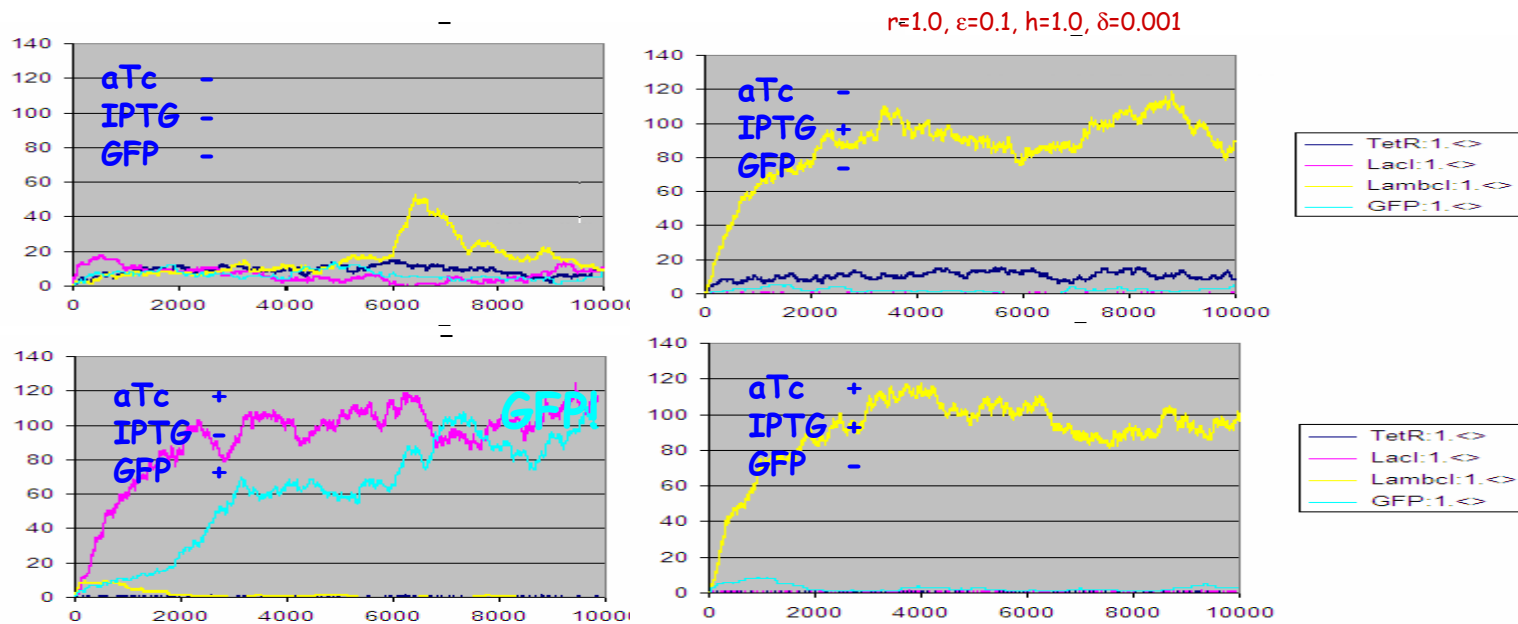 r=1.0, ε=0.1, h=1.0, δ=0.001
140
120
100
80
60
40
20
0
0 2000 4000 6000 8000 10000
aTc -
IPTG -
GFP -
140
120
100
80
60
40
20
0
0 2000 4000 6000 8000 10000
aTc -
IPTG +
GFP -
TetR:1.<>
LacI:1.<>
LambcI:1.<>
GFP:1.<>
140
120
100
80
60
40
20
0
0 2000 4000 6000 8000 10000
aTc +
IPTG -
GFP +
GFP!
140
120
100
80
60
40
20
0
0 2000 4000 6000 8000 10000
aTc +
IPTG +
GFP -
TetR:1.<>
LacI:1.<>
LambcI:1.<>
GFP:1.<>